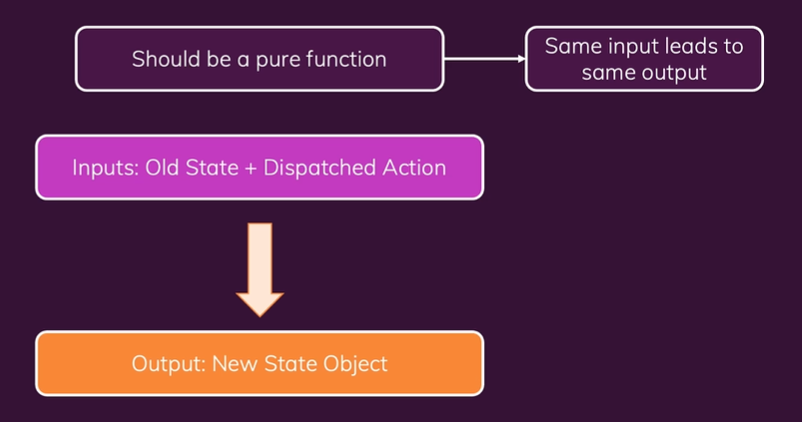 Should be a pure function
Same input leads to
same output
Inputs: Old State + Dispatched Action
Output: New State Object